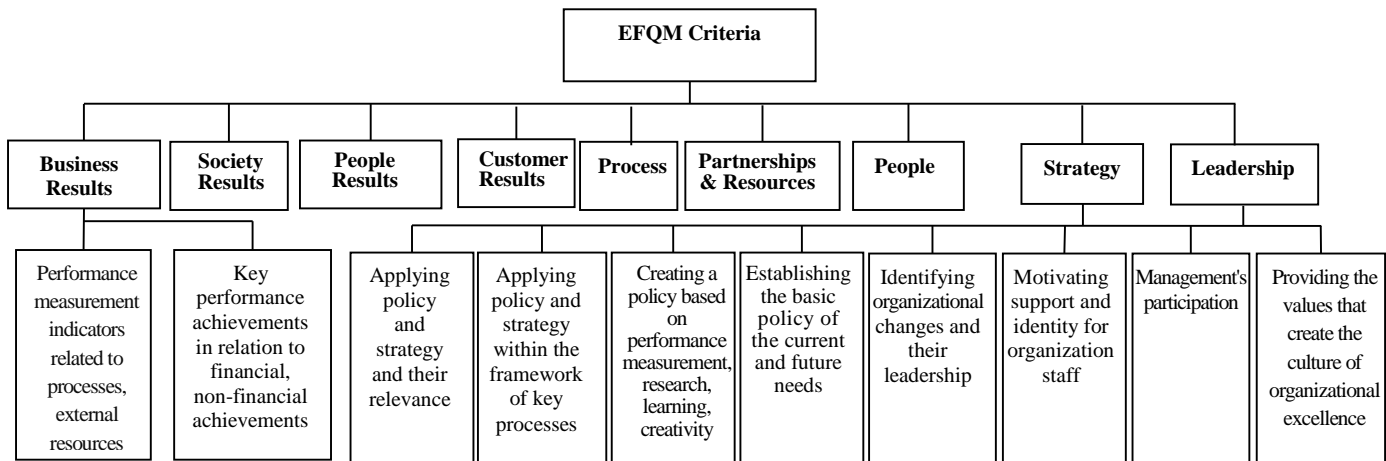 EFQM Criteria
Business
Results
Society
Results
People
Results
Customer
Results
Process
Partnerships
& Resources
People
Strategy
Leadership
Performance
measurement
indicators
related to
processes,
external
resources
Key
performance
achievements
in relation to
financial,
non-financial
achievements
Applying
policy
and
strategy
and their
relevance
Applying
policy and
strategy
within the
framework
of key
processes
Creating a
policy based
on
performance
measurement,
research,
learning,
creativity
Establishing
the basic
policy of
the current
and future
needs
Identifying
organizational
changes and
their
leadership
Motivating
support and
identity for
organization
staff
Management's
participation
Providing the
values that
create the
culture of
organizational
excellence